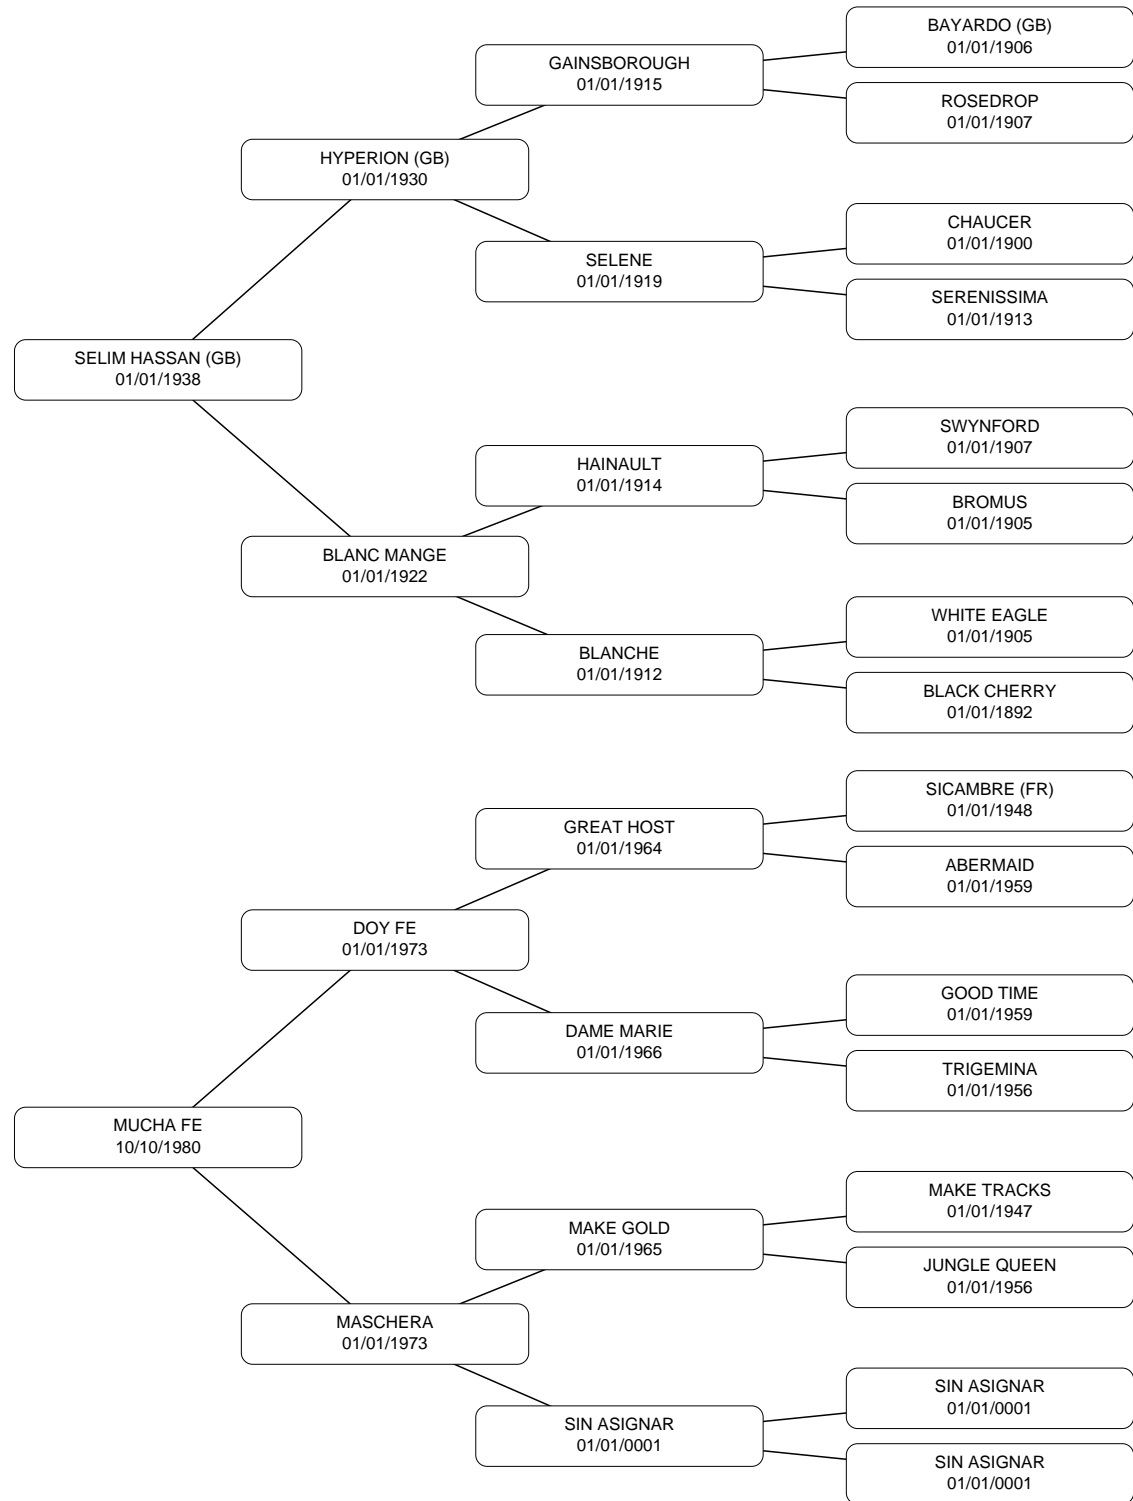 BAYARDO (GB)
01/01/1906
GAINSBOROUGH
01/01/1915
ROSEDROP
01/01/1907
HYPERION (GB)
01/01/1930
CHAUCER
01/01/1900
SELENE
01/01/1919
SERENISSIMA
01/01/1913
SELIM HASSAN (GB)
01/01/1938
SWYNFORD
01/01/1907
HAINAULT
01/01/1914
BROMUS
01/01/1905
BLANC MANGE
01/01/1922
WHITE EAGLE
01/01/1905
BLANCHE
01/01/1912
BLACK CHERRY
01/01/1892
SICAMBRE (FR)
01/01/1948
GREAT HOST
01/01/1964
ABERMAID
01/01/1959
DOY FE
01/01/1973
GOOD TIME
01/01/1959
DAME MARIE
01/01/1966
TRIGEMINA
01/01/1956
MUCHA FE
10/10/1980
MAKE TRACKS
01/01/1947
MAKE GOLD
01/01/1965
JUNGLE QUEEN
01/01/1956
MASCHERA
01/01/1973
SIN ASIGNAR
01/01/0001
SIN ASIGNAR
01/01/0001
SIN ASIGNAR
01/01/0001